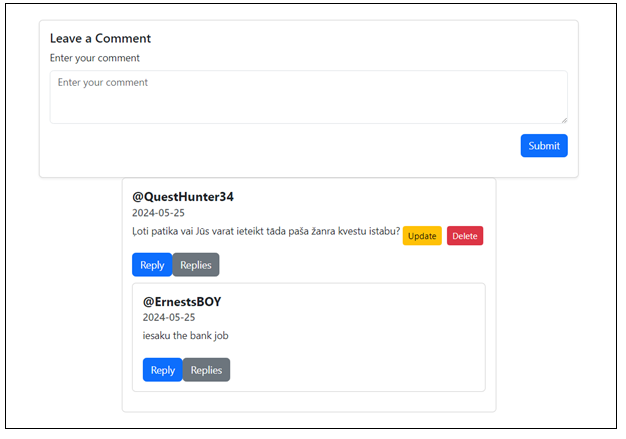 Leave a Comment
Enter your comment
Enter your comment
Submit
@QuestHunter34
2024-05-25
Ļoti patika vai Jūs varat ieteikt tāda paša žanra kvestu istabu? Update Delete
Reply Replies
@ErnestsBOY
2024-05-25
iesaku the bank job
Reply Replies